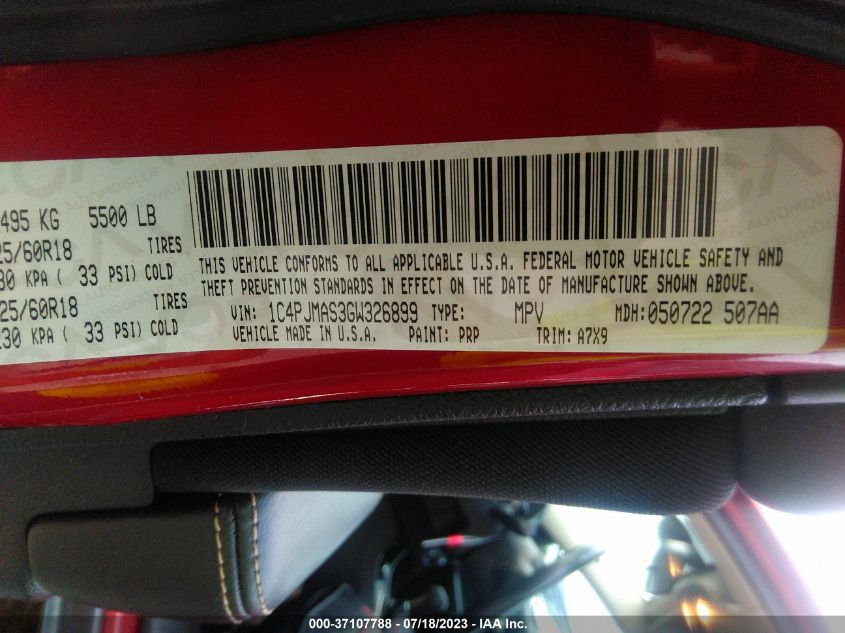 495 KG 5500 LB
25/60R18 TIRES
30 KPA ( 33 PSI) COLD
25/60R18 TIRES
230 KPA ( 33 PSI) COLD
THIS VEHICLE CONFORMS TO ALL APPLICABLE U.S.A. FEDERAL MOTOR VEHICLE SAFETY AND
THEFT PREVENTION STANDARDS IN EFFECT ON THE DATE OF MANUFACTURE SHOWN ABOVE.
VIN: 1C4PJMAS3GW326899 TYPE: MPV MDH:050722 507AA
VEHICLE MADE IN U.S.A. PAINT: PRP TRIM: A7X9
000-37107788 - 07/18/2023 - IAA Inc.